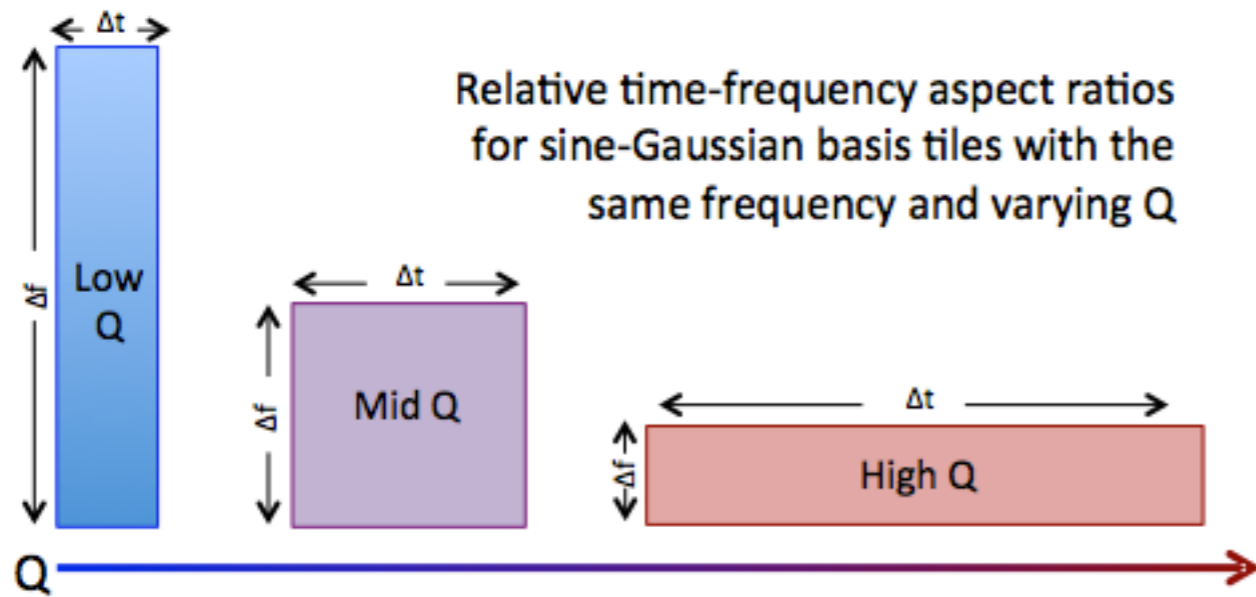 Δt
Relative time-frequency aspect ratios
for sine-Gaussian basis tiles with the
same frequency and varying Q
Δf
Low
Q
Δt
Δf
Mid Q
Δt
Δf
High Q
Q